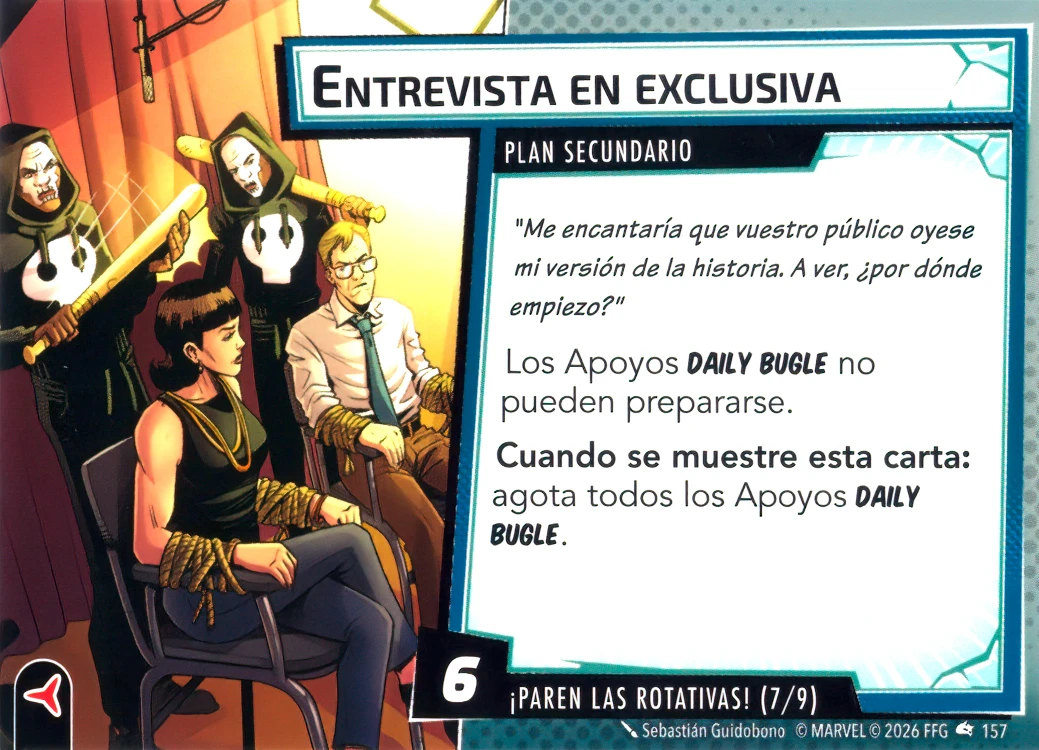 ENTREVISTA EN EXCLUSIVA
PLAN SECUNDARIO
"Me encantaría que vuestro público oyese
mi versión de la historia. A ver, ¿por dónde
empiezo?"
Los Apoyos DAILY BUGLE no
pueden prepararse.
Cuando se muestre esta carta:
agota todos los Apoyos DAILY
BUGLE.
6
¡PAREN LAS ROTATIVAS! (7/9)
Sebastián Guidobono © MARVEL © 2026 FFG 157